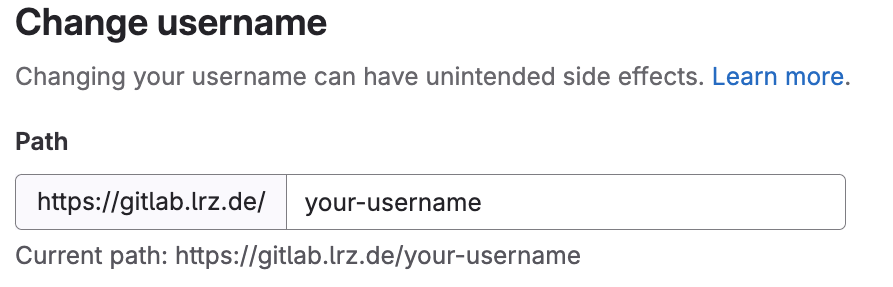 Change username
Changing your username can have unintended side effects. Learn more.
Path
https://gitlab.lrz.de/ your-username
Current path: https://gitlab.lrz.de/your-username